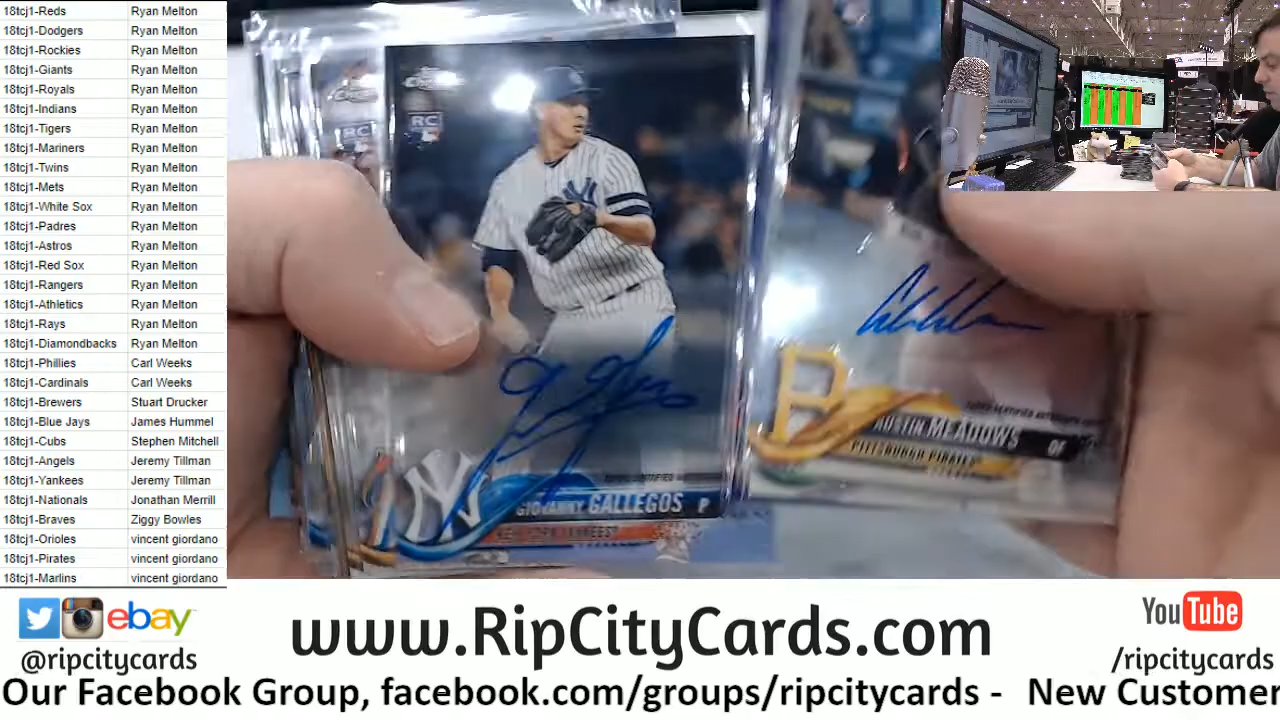 18tcj1-Reds Ryan Melton
18tcj1-Dodgers Ryan Melton
18tcj1-Rockies Ryan Melton
18tcj1-Giants Ryan Melton
18tcj1-Royals Ryan Melton
18tcj1-Indians Ryan Melton
18tcj1-Tigers Ryan Melton
18tcj1-Mariners Ryan Melton
18tcj1-Twins Ryan Melton
18tcj1-Mets Ryan Melton
18tcj1-White Sox Ryan Melton
18tcj1-Padres Ryan Melton
18tcj1-Astros Ryan Melton
18tcj1-Red Sox Ryan Melton
18tcj1-Rangers Ryan Melton
18tcj1-Athletics Ryan Melton
18tcj1-Rays Ryan Melton
18tcj1-Diamondbacks Ryan Melton
18tcj1-Phillies Carl Weeks
18tcj1-Cardinals Carl Weeks
18tcj1-Brewers Stuart Drucker
18tcj1-Blue Jays James Hummel
18tcj1-Cubs Stephen Mitchell
18tcj1-Angels Jeremy Tillman
18tcj1-Yankees Jeremy Tillman
18tcj1-Nationals Jonathan Merrill
18tcj1-Braves Ziggy Bowles
18tcj1-Orioles vincent giordano
18tcj1-Pirates vincent giordano
18tcj1-Marlins vincent giordano
RC
RC
NY
GIOVANNY GALLEGOS P
NEW YORK YANKEES
P
AUSTIN MEADOWS OF
PITTSBURGH PIRATES
ebay
@ripcitycards
www.RipCityCards.com
YouTube
/ripcitycards
Our Facebook Group, facebook.com/groups/ripcitycards - New Customer